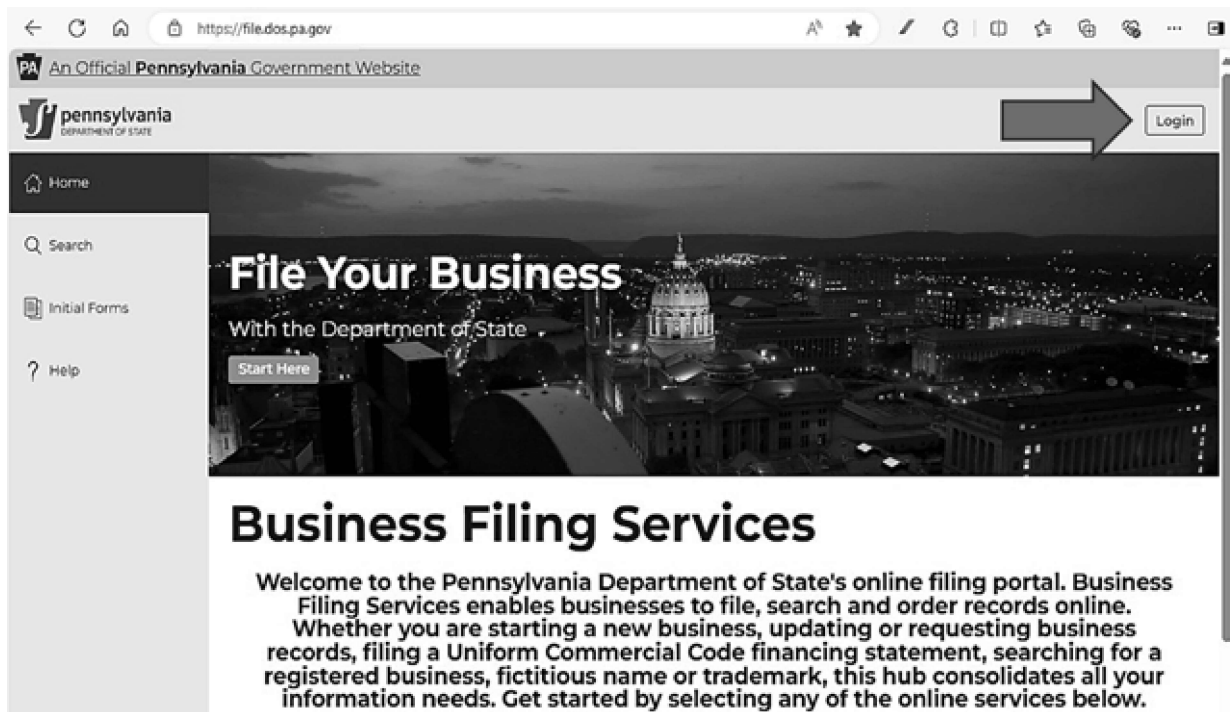 https://file.dos.pa.gov
PA An Official Pennsylvania Government Website
pennsylvania
DEPARTMENT OF STATE
Login
Home
Search
Initial Forms
? Help
File Your Business
With the Department of State
Start Here
Business Filing Services
Welcome to the Pennsylvania Department of State's online filing portal. Business
Filing Services enables businesses to file, search and order records online.
Whether you are starting a new business, updating or requesting business
records, filing a Uniform Commercial Code financing statement, searching for a
registered business, fictitious name or trademark, this hub consolidates all your
information needs. Get started by selecting any of the online services below.